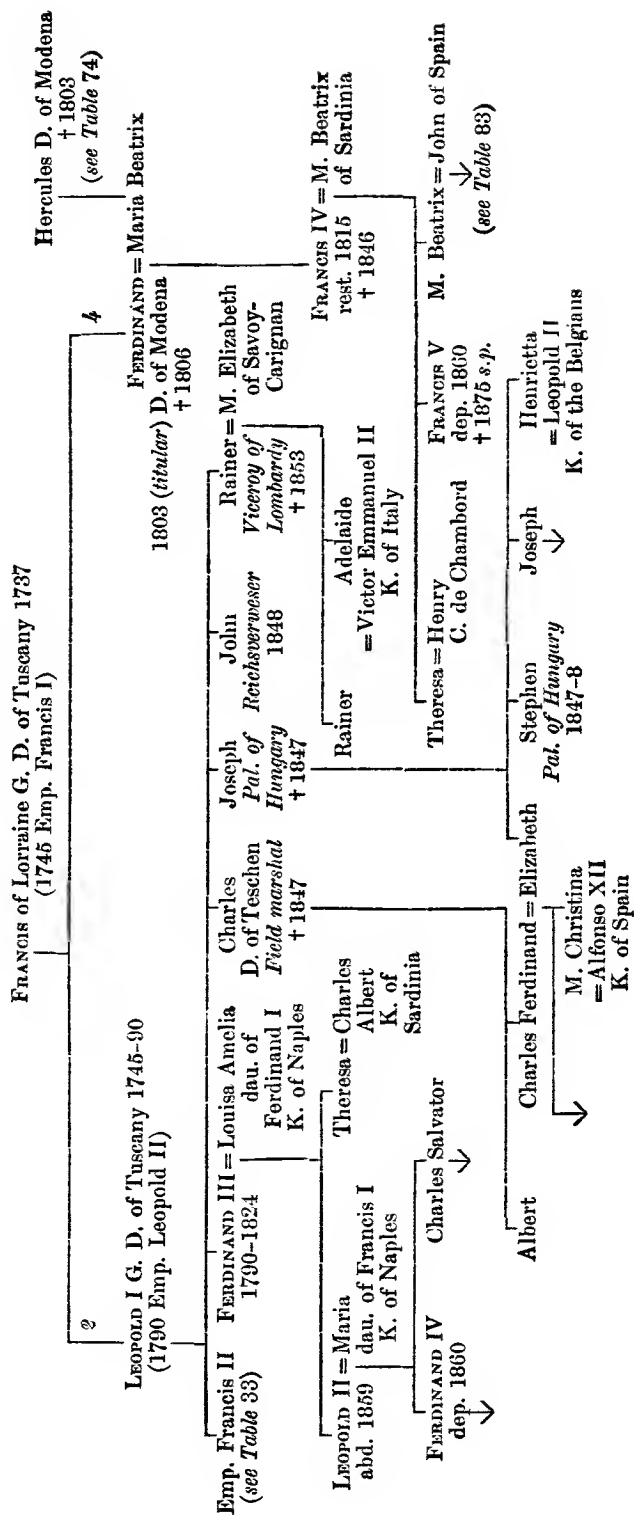 FRANCIS of Lorraine G. D. of Tuscany 1737
(1745 Emp. Francis I)
Hercules D. of Modena
† 1803
(see Table 74)
2
4
LEOPOLD I G. D. of Tuscany 1745-90
(1790 Emp. Leopold II)
FERDINAND = Maria Beatrix
1803 (titular) D. of Modena
† 1806
Emp. Francis II
(see Table 33)
FERDINAND III = Louisa Amelia
1790-1824
dau. of
Ferdinand I
K. of Naples
Charles
D. of Teschen
Field marshal
† 1847
Joseph
Pal. of
Hungary
† 1847
John
Reichsverweser
1848
Rainer = M. Elizabeth
Viceroy of
Lombardy
† 1853
of Savoy-
Carignan
FRANCIS IV = M. Beatrix
rest. 1815
† 1846
of Sardinia
LEOPOLD II = Maria
abd. 1859
dau. of Francis I
K. of Naples
Theresa = Charles
Albert
K. of
Sardinia
Rainer
Adelaide
= Victor Emmanuel II
K. of Italy
Theresa = Henry
C. de Chambord
FRANCIS V
dep. 1860
† 1875 s.p.
M. Beatrix = John of Spain
(see Table 83)
FERDINAND IV
dep. 1860
Charles Salvator
Albert
Charles Ferdinand = Elizabeth
Stephen
Pal. of Hungary
1847-8
Joseph
Henrietta
= Leopold II
K. of the Belgians
M. Christina
= Alfonso XII
K. of Spain